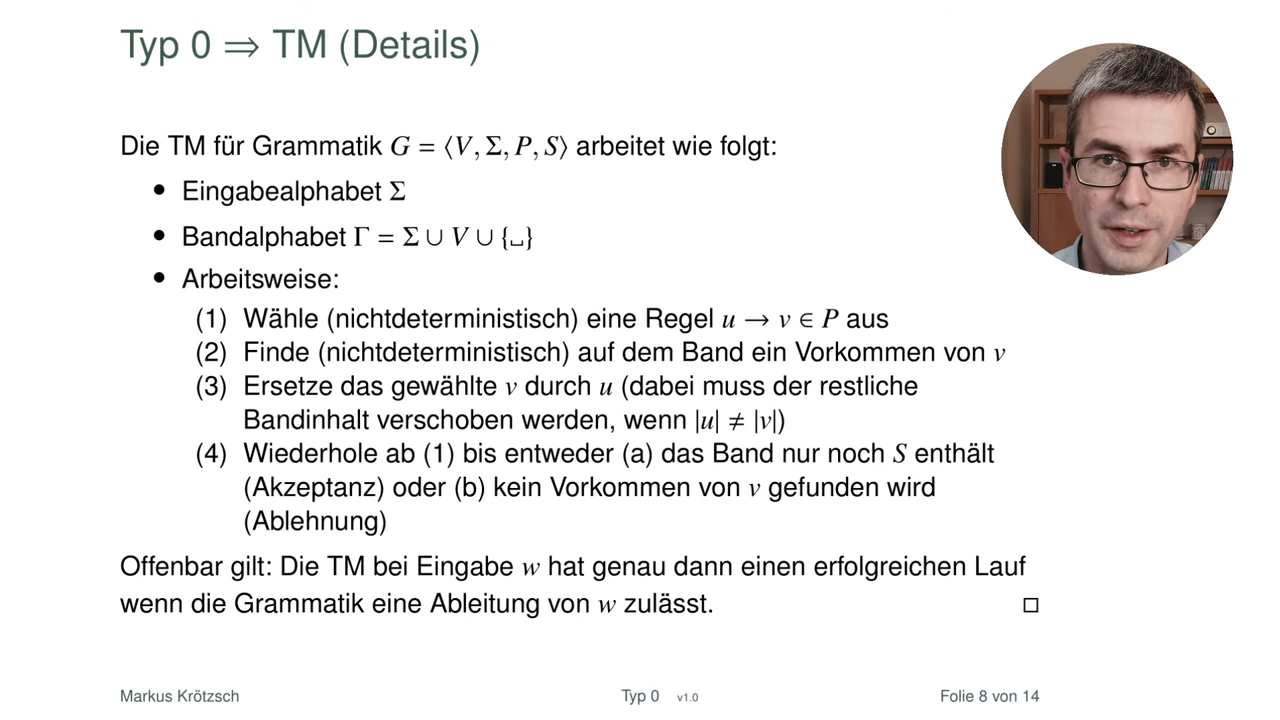 Typ 0 ⇒ TM (Details)
Die TM für Grammatik G = ⟨V, Σ, P, S⟩ arbeitet wie folgt:
• Eingabealphabet Σ
• Bandalphabet Γ = Σ ∪ V ∪ {␣}
• Arbeitsweise:
(1) Wähle (nichtdeterministisch) eine Regel u → v ∈ P aus
(2) Finde (nichtdeterministisch) auf dem Band ein Vorkommen von v
(3) Ersetze das gewählte v durch u (dabei muss der restliche
Bandinhalt verschoben werden, wenn |u| ≠ |v|)
(4) Wiederhole ab (1) bis entweder (a) das Band nur noch S enthält
(Akzeptanz) oder (b) kein Vorkommen von v gefunden wird
(Ablehnung)
Offenbar gilt: Die TM bei Eingabe w hat genau dann einen erfolgreichen Lauf
wenn die Grammatik eine Ableitung von w zulässt. □
Markus Krötzsch Typ 0 v1.0 Folie 8 von 14